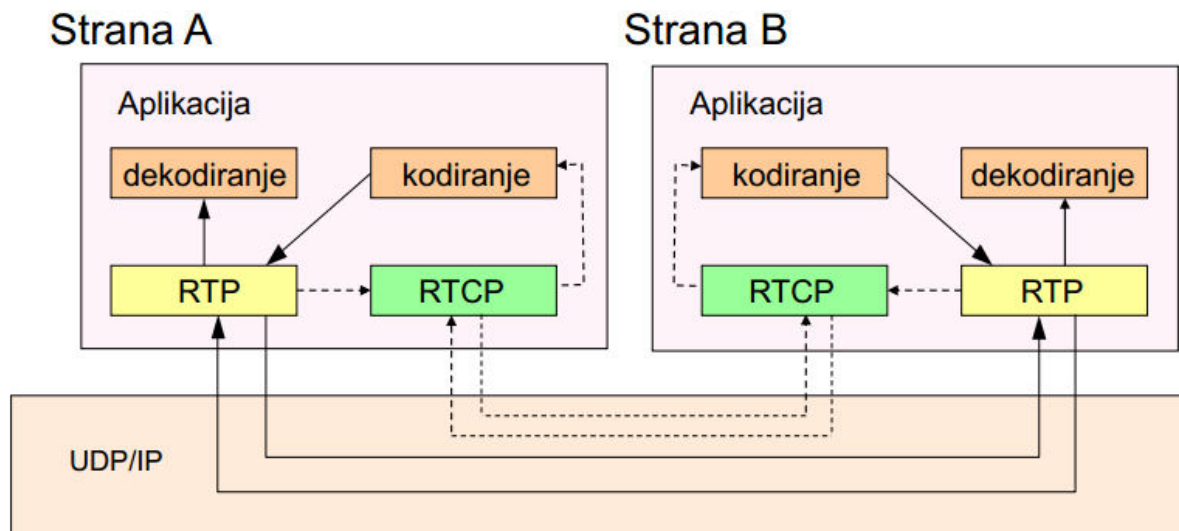 Strana A
Strana B
Aplikacija
Aplikacija
dekodiranje
kodiranje
kodiranje
dekodiranje
RTP
RTCP
RTCP
RTP
UDP/IP